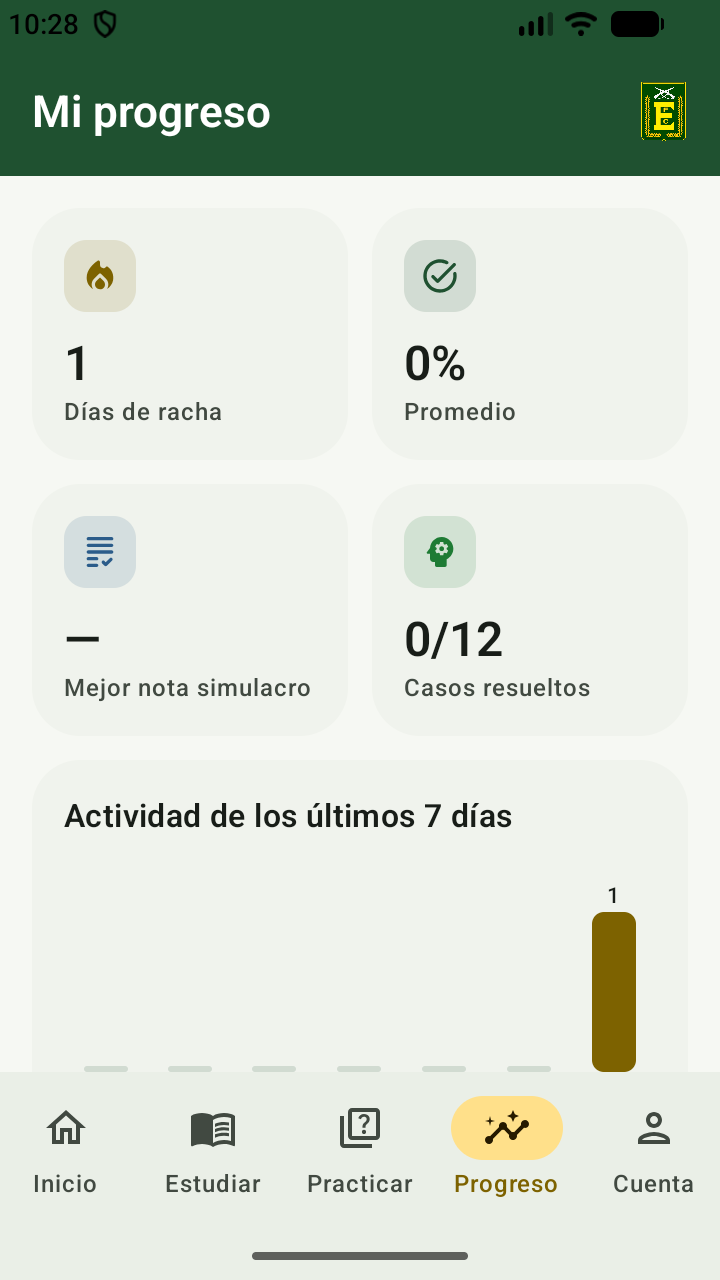 10:28
Mi progreso
E
1
Días de racha
0%
Promedio
—
Mejor nota simulacro
0/12
Casos resueltos
Actividad de los últimos 7 días
1
Inicio
Estudiar
Practicar
Progreso
Cuenta